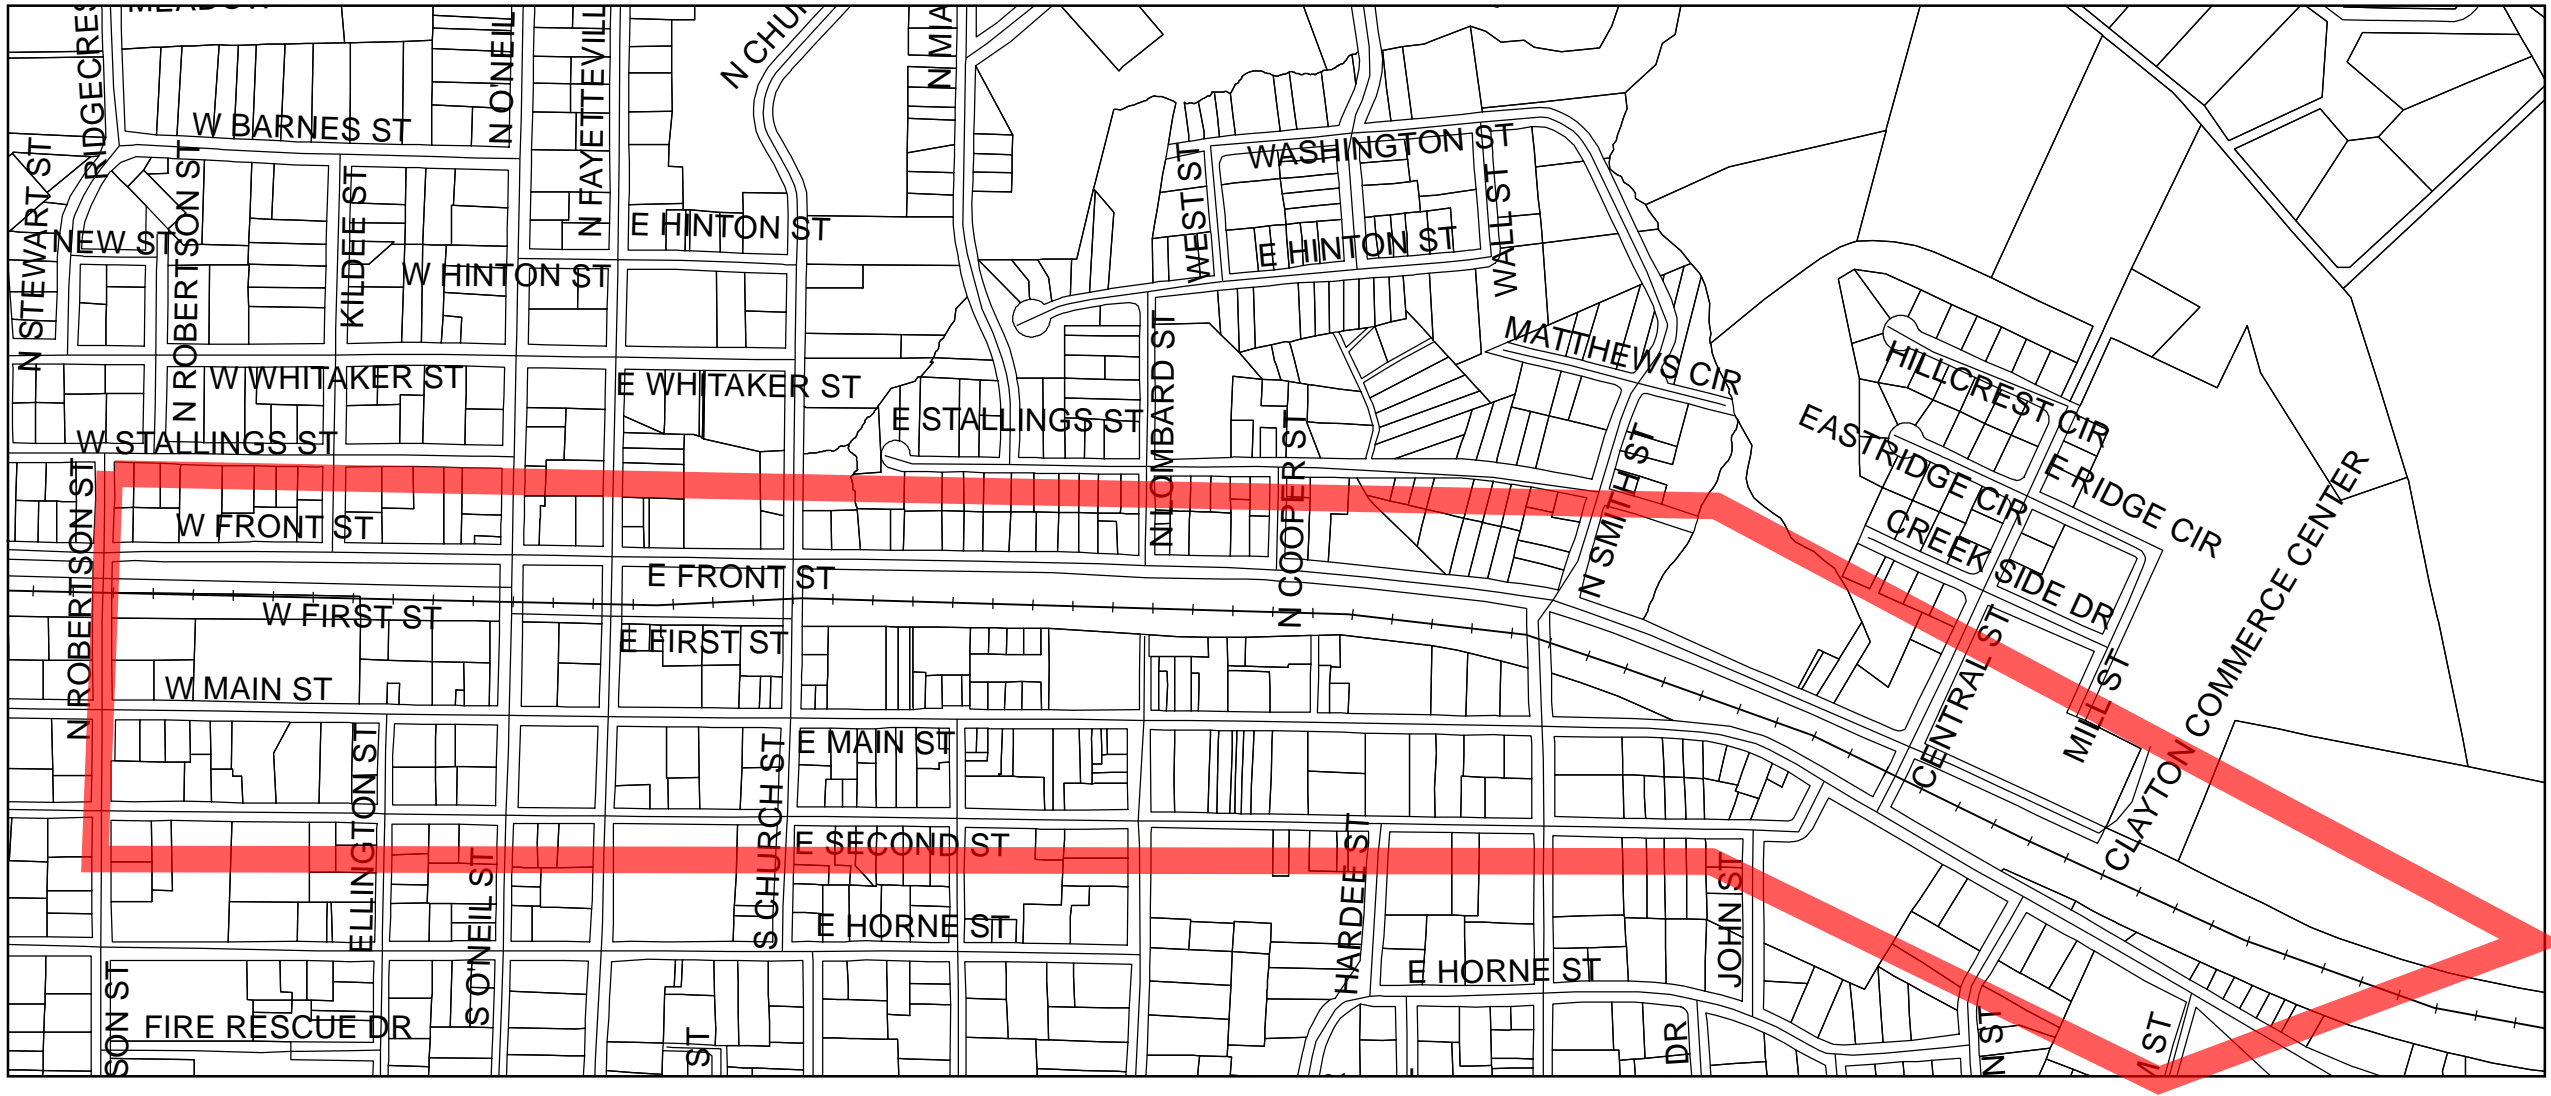 RIDGECRES
N O'NEIL
N FAYETTEVILL
N CHU
N MIA
W BARNES ST
N STEWART ST
N ROBERTSON ST
KILDEE ST
NEW ST
E HINTON ST
W HINTON ST
WEST ST
WASHINGTON ST
WALL ST
E HINTON ST
MATTHEWS CIR
W WHITAKER ST
E WHITAKER ST
E STALLINGS ST
N LOMBARD ST
HILLCREST CIR
EASTRIDGE CIR
E RIDGE CIR
W STALLINGS ST
N COOPER ST
N SMITH ST
CREEK SIDE DR
CLAYTON COMMERCE CENTER
N ROBERTSON ST
W FRONT ST
E FRONT ST
W FIRST ST
E FIRST ST
CENTRAL ST
MILL ST
W MAIN ST
E MAIN ST
ELLINGTON ST
S CHURCH ST
E SECOND ST
HARDEE ST
S O'NEIL ST
E HORNE ST
JOHN ST
E HORNE ST
SON ST
FIRE RESCUE DR
ST
DR
N ST
ST